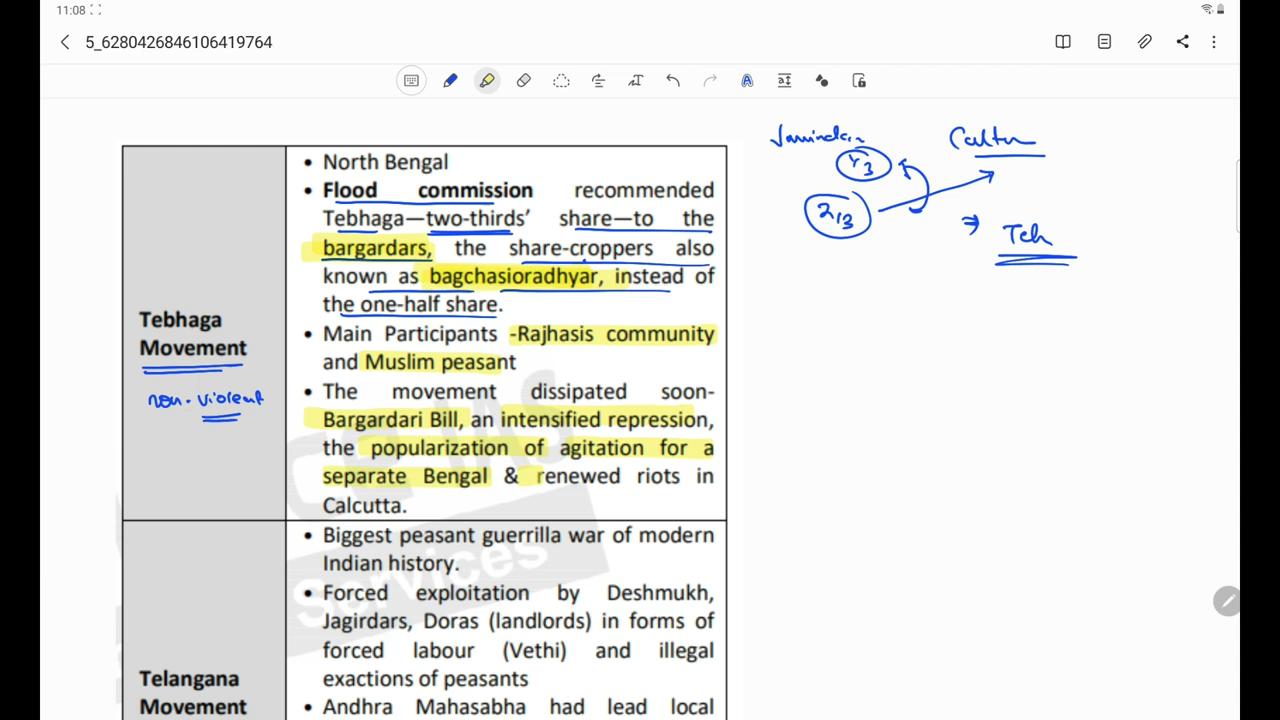 11:08
5_6280426846106419764
Tebhaga
Movement
non-violent
• North Bengal
• Flood commission recommended
Tebhaga—two-thirds’ share—to the
bargardars, the share-croppers also
known as bagchasioradhyar, instead of
the one-half share.
• Main Participants -Rajhasis community
and Muslim peasant
• The movement dissipated soon-
Bargardari Bill, an intensified repression,
the popularization of agitation for a
separate Bengal & renewed riots in
Calcutta.
1/3
2/3
Teh
Telangana
Movement
• Biggest peasant guerrilla war of modern
Indian history.
• Forced exploitation by Deshmukh,
Jagirdars, Doras (landlords) in forms of
forced labour (Vethi) and illegal
exactions of peasants
• Andhra Mahasabha had lead local
Services